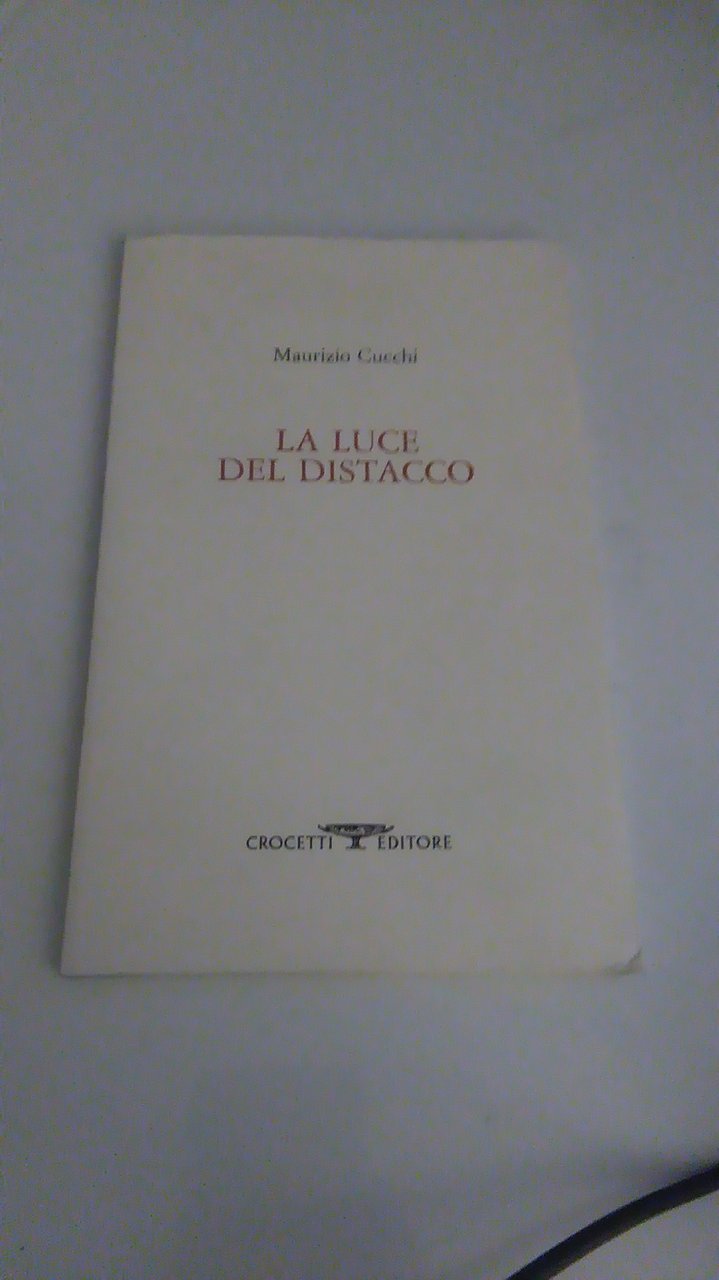 Maurizio Cucchi
LA LUCE
DEL DISTACCO
CROCETTI EDITORE